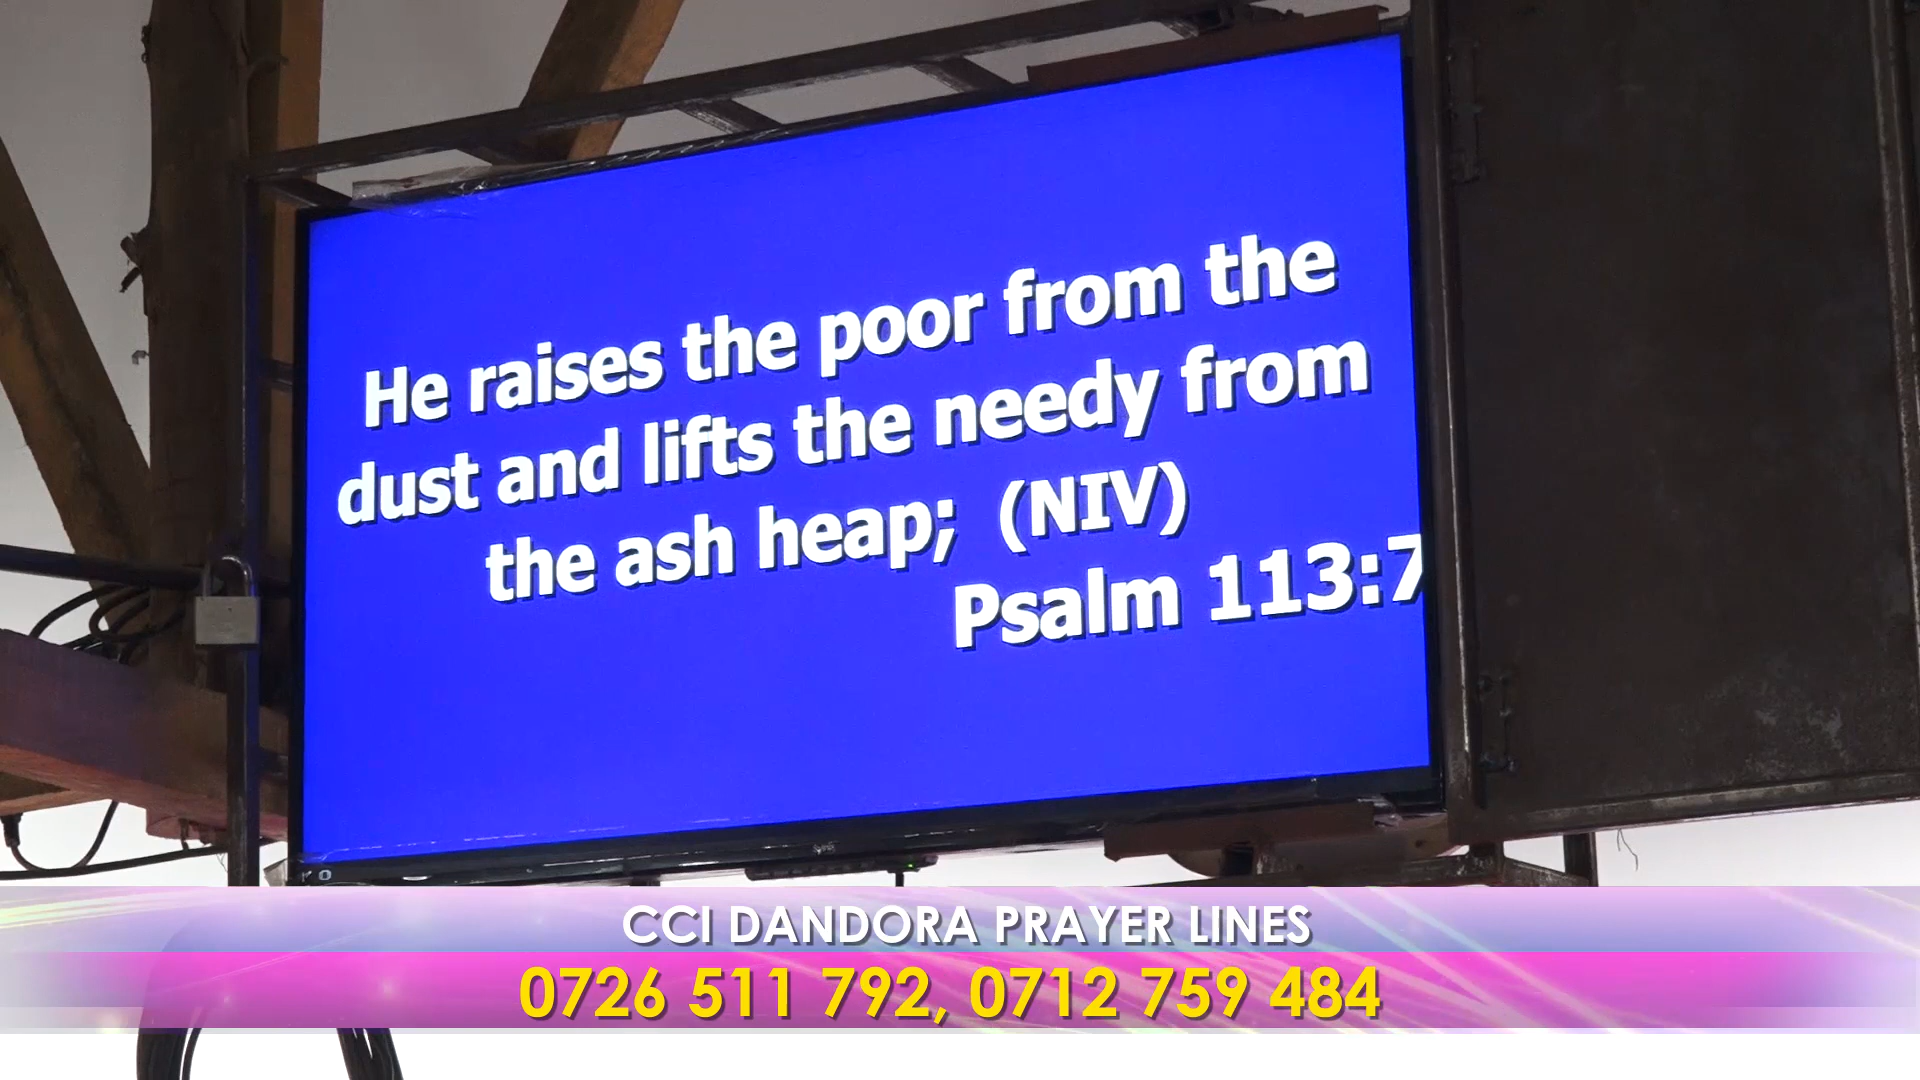 He raises the poor from the
dust and lifts the needy from
the ash heap; (NIV)
Psalm 113:7
CCI DANDORA PRAYER LINES
0726 511 792, 0712 759 484